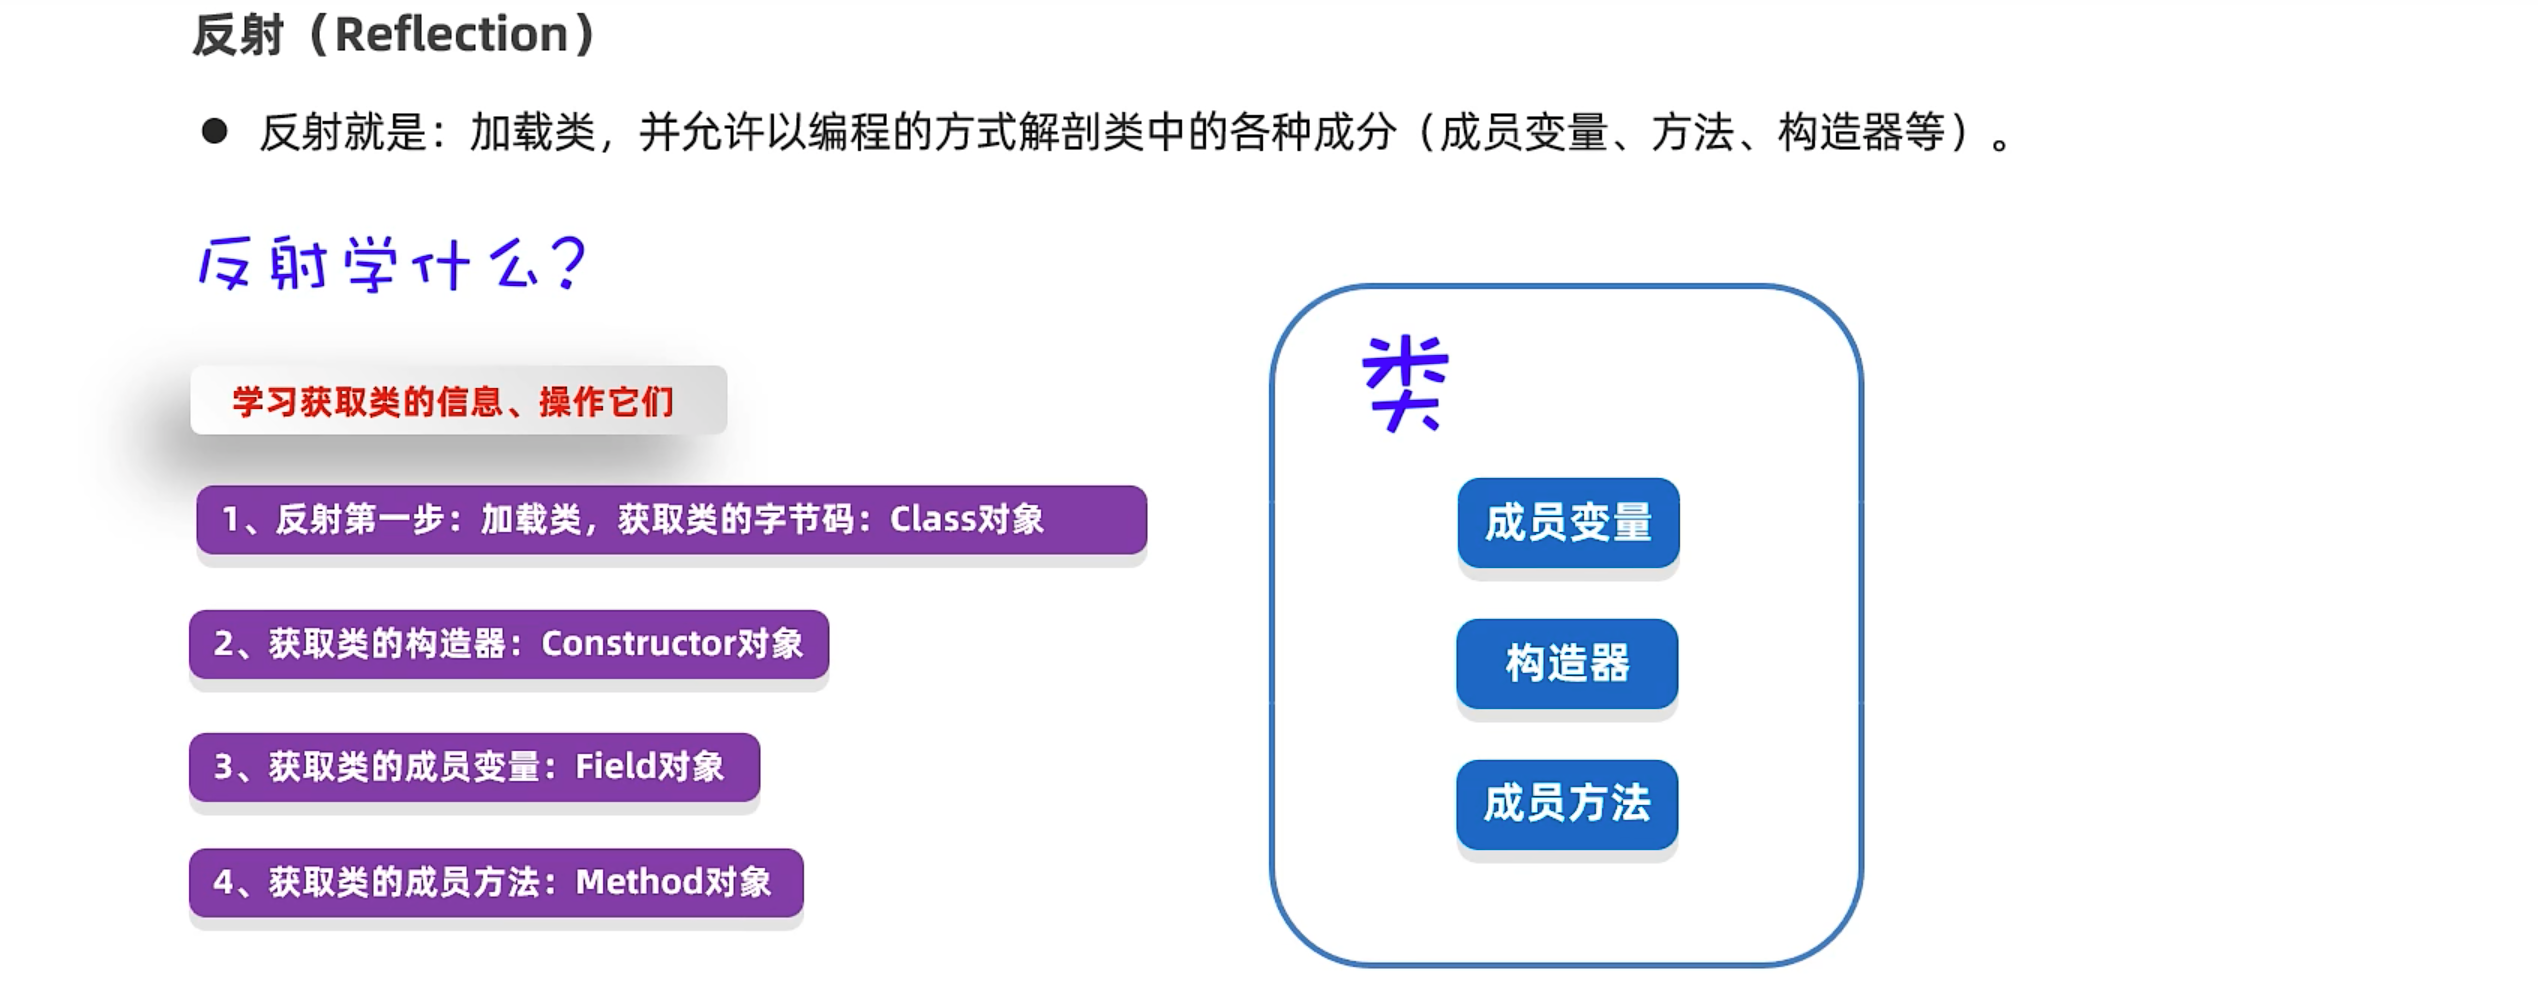 反射（Reflection）
● 反射就是：加载类，并允许以编程的方式解剖类中的各种成分（成员变量、方法、构造器等）。
反射学什么？
学习获取类的信息、操作它们
1、反射第一步：加载类，获取类的字节码：Class对象
2、获取类的构造器：Constructor对象
3、获取类的成员变量：Field对象
4、获取类的成员方法：Method对象
类
成员变量
构造器
成员方法